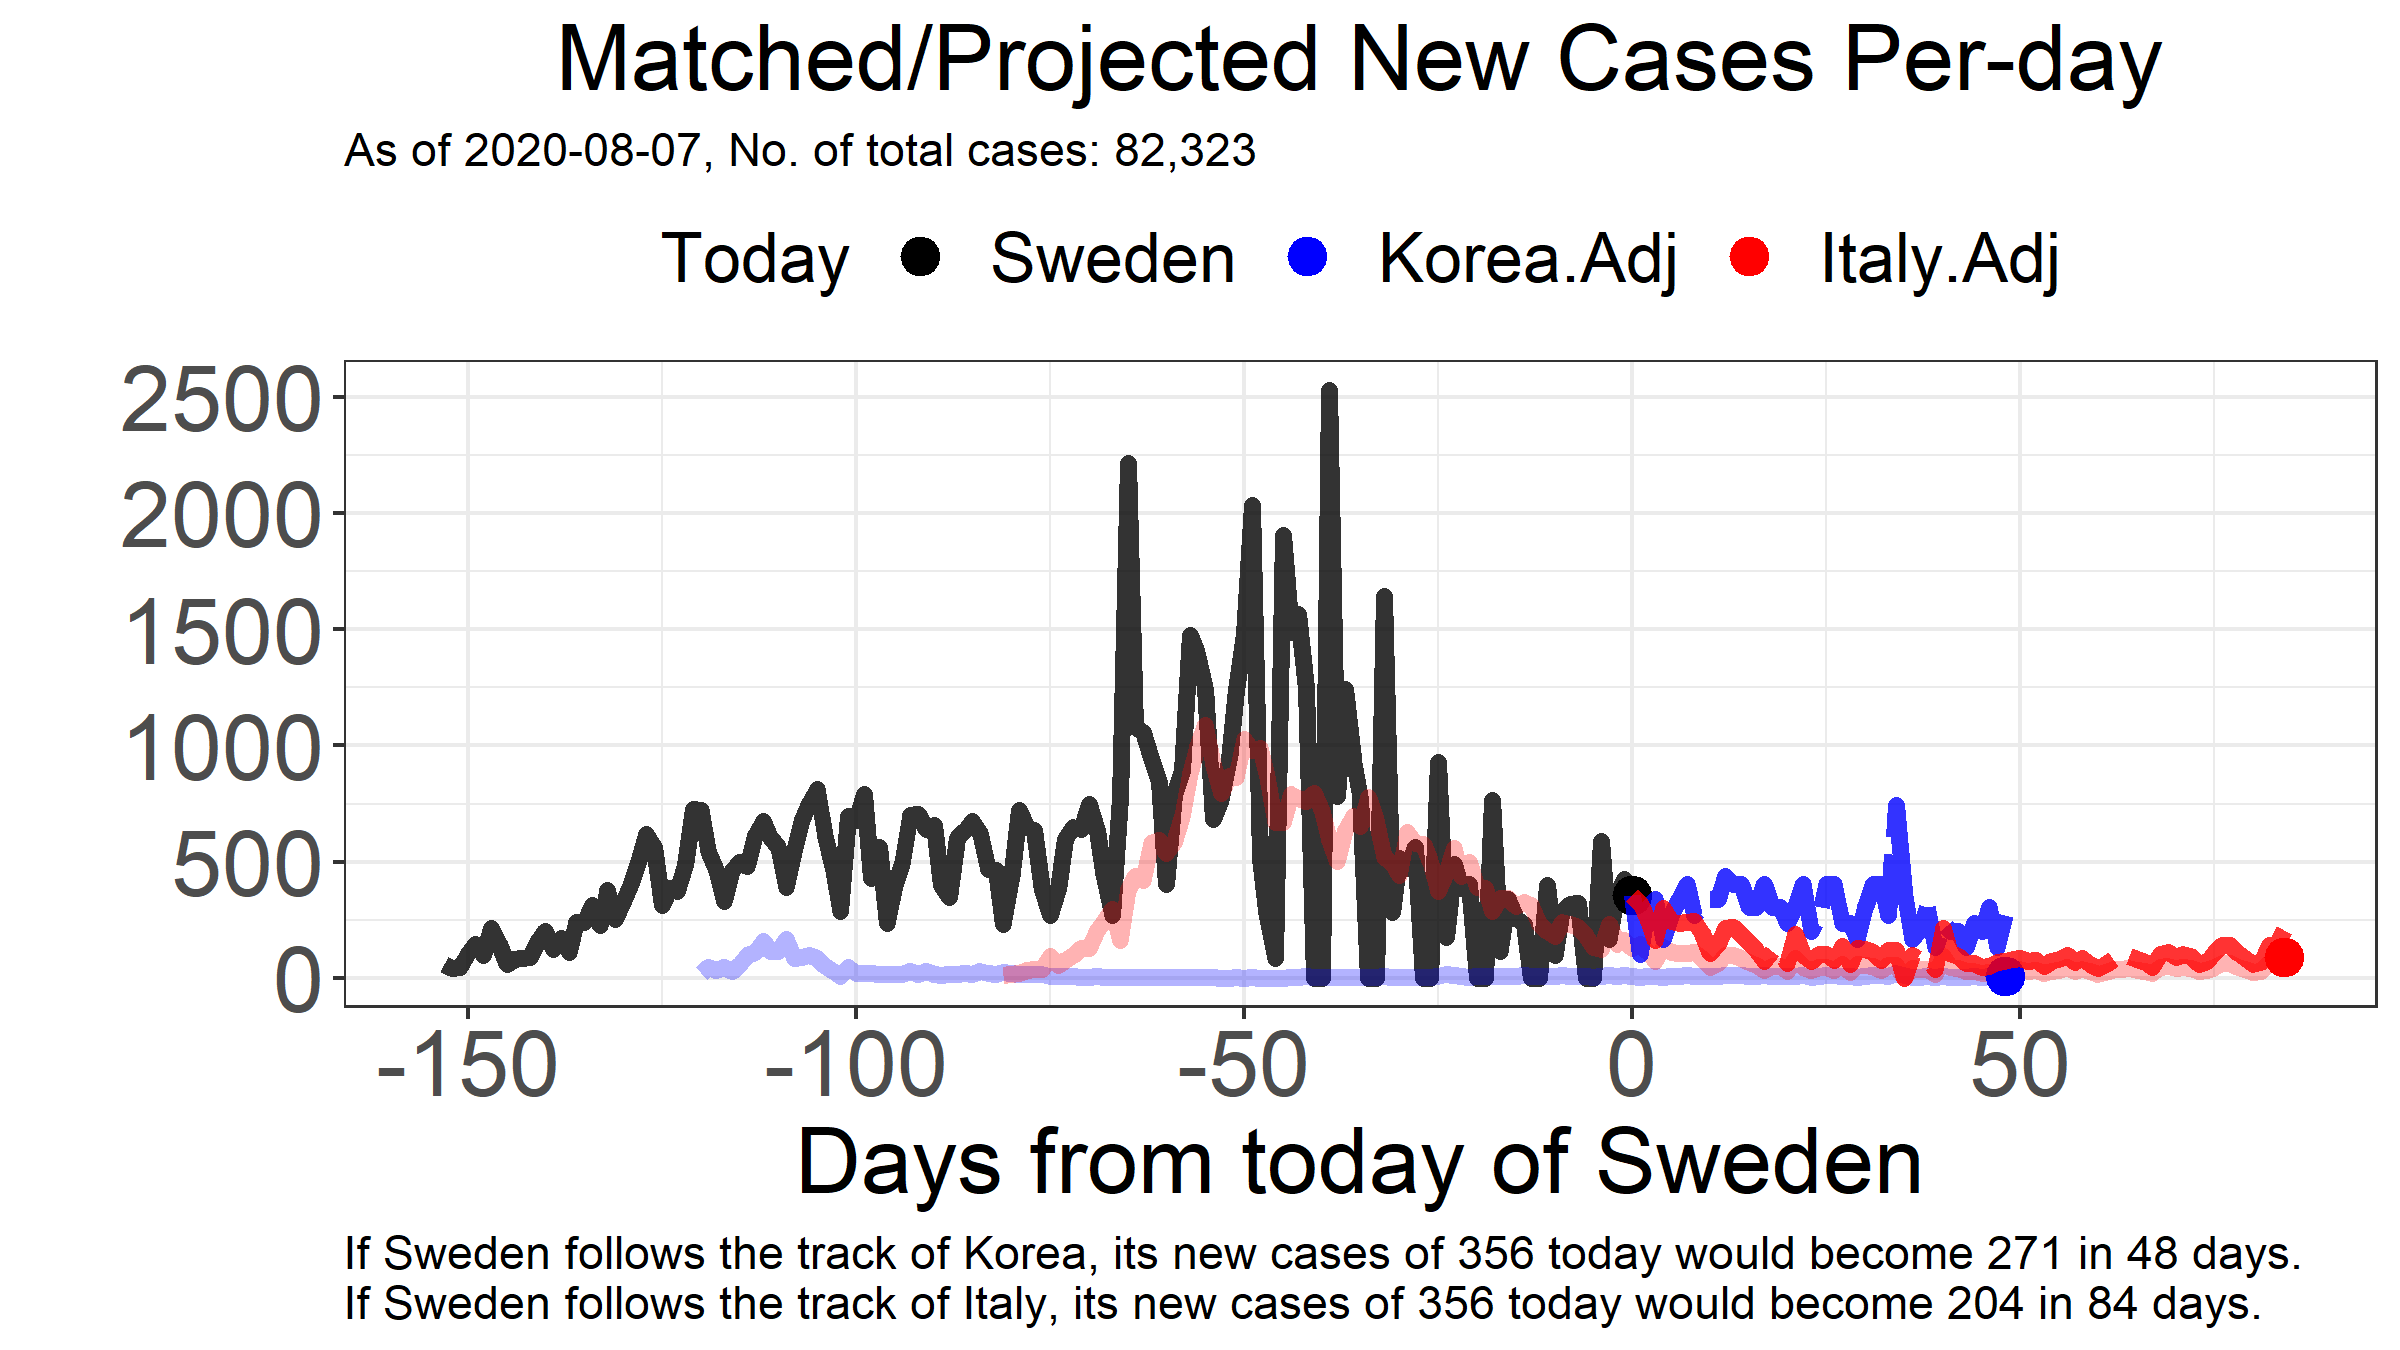 Matched/Projected New Cases Per-day
As of 2020-08-07, No. of total cases: 82,323
Today Sweden Korea.Adj Italy.Adj
2500
2000
1500
1000
500
0
-150 -100 -50 0 50
Days from today of Sweden
If Sweden follows the track of Korea, its new cases of 356 today would become 271 in 48 days.
If Sweden follows the track of Italy, its new cases of 356 today would become 204 in 84 days.